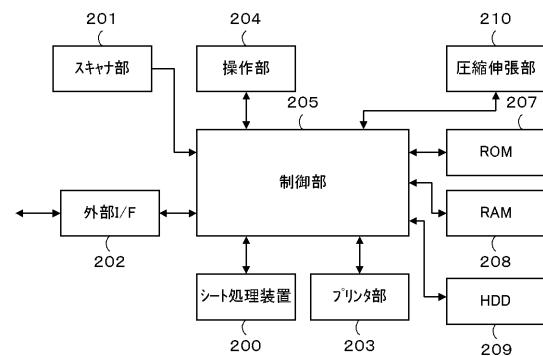 201
204
210
スキャナ部
操作部
圧縮伸張部
205
207
制御部
ROM
外部I/F
RAM
202
208
シート処理装置
プリンタ部
HDD
200
203
209